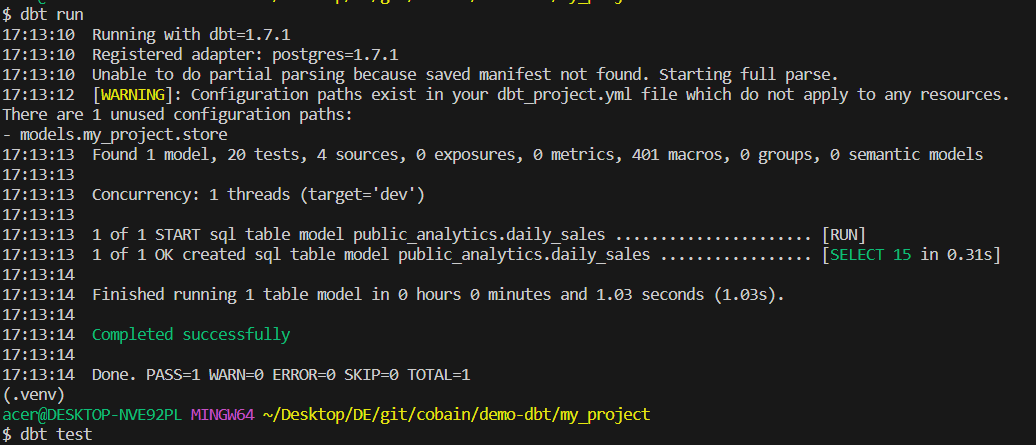 $ dbt run
17:13:10  Running with dbt=1.7.1
17:13:10  Registered adapter: postgres=1.7.1
17:13:10  Unable to do partial parsing because saved manifest not found. Starting full parse.
17:13:12  [WARNING]: Configuration paths exist in your dbt_project.yml file which do not apply to any resources.
There are 1 unused configuration paths:
- models.my_project.store
17:13:13  Found 1 model, 20 tests, 4 sources, 0 exposures, 0 metrics, 401 macros, 0 groups, 0 semantic models
17:13:13
17:13:13  Concurrency: 1 threads (target='dev')
17:13:13
17:13:13  1 of 1 START sql table model public_analytics.daily_sales ...................... [RUN]
17:13:13  1 of 1 OK created sql table model public_analytics.daily_sales ................. [SELECT 15 in 0.31s]
17:13:14
17:13:14  Finished running 1 table model in 0 hours 0 minutes and 1.03 seconds (1.03s).
17:13:14
17:13:14  Completed successfully
17:13:14
17:13:14  Done. PASS=1 WARN=0 ERROR=0 SKIP=0 TOTAL=1
(.venv)
acer@DESKTOP-NVE92PL MINGW64 ~/Desktop/DE/git/cobain/demo-dbt/my_project
$ dbt test